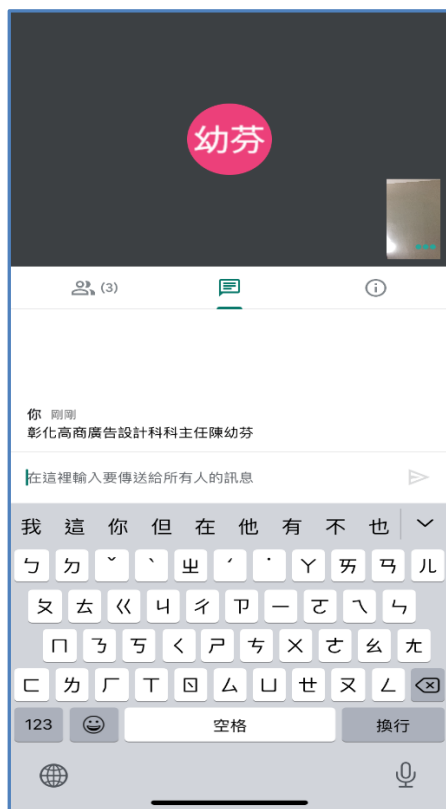 幼芬
(3)
你 剛剛
彰化高商廣告設計科科主任陳幼芬
在這裡輸入要傳送給所有人的訊息
我 這 你 但 在 他 有 不 也
ㄅ ㄉ ˇ ˋ ㄓ ˊ ˙ ㄚ ㄞ ㄢ ㄦ
ㄆ ㄊ ㄍ ㄐ ㄔ ㄗ ㄧ ㄛ ㄟ ㄣ
ㄇ ㄋ ㄎ ㄑ ㄕ ㄘ ㄨ ㄜ ㄠ ㄤ
ㄈ ㄌ ㄏ ㄒ ㄖ ㄙ ㄩ ㄝ ㄡ ㄥ
123 空格 換行